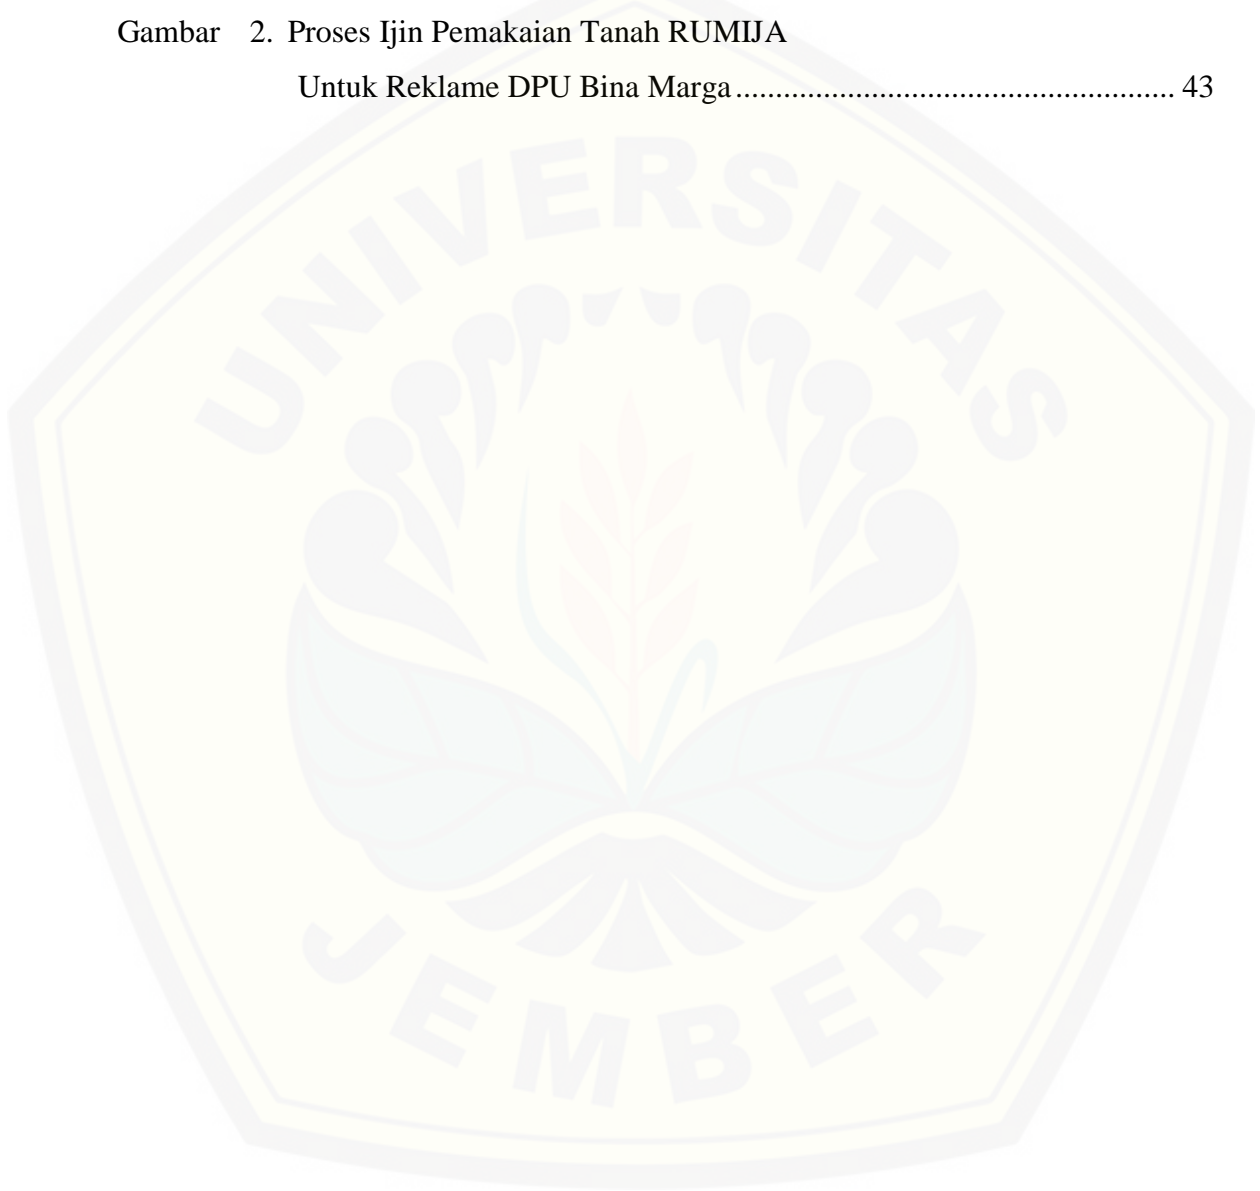 Gambar 2. Proses Ijin Pemakaian Tanah RUMIJA
Untuk Reklame DPU Bina Marga....................................................... 43
UNIVERSITAS
JEMBER